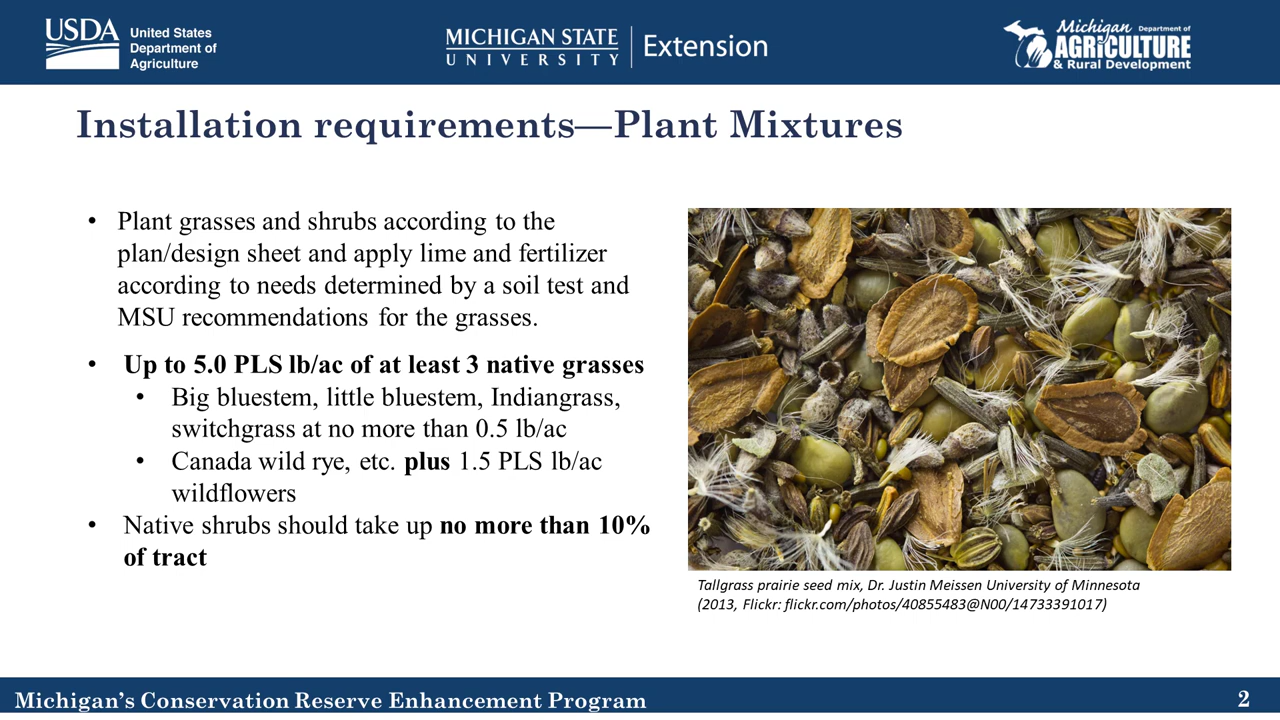 USDA
United States
Department of
Agriculture
MICHIGAN STATE
UNIVERSITY
Extension
Michigan Department of
AGRICULTURE
& Rural Development
Installation requirements—Plant Mixtures
• Plant grasses and shrubs according to the
plan/design sheet and apply lime and fertilizer
according to needs determined by a soil test and
MSU recommendations for the grasses.
• Up to 5.0 PLS lb/ac of at least 3 native grasses
• Big bluestem, little bluestem, Indiangrass,
switchgrass at no more than 0.5 lb/ac
• Canada wild rye, etc. plus 1.5 PLS lb/ac
wildflowers
• Native shrubs should take up no more than 10%
of tract
Tallgrass prairie seed mix, Dr. Justin Meissen University of Minnesota
(2013, Flickr: flickr.com/photos/40855483@N00/14733391017)
Michigan’s Conservation Reserve Enhancement Program
2